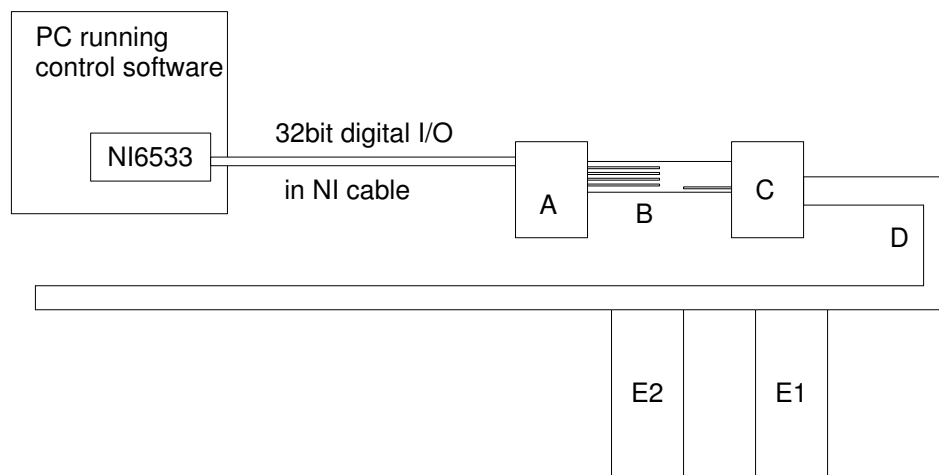 PC running
control software
NI6533
32bit digital I/O
in NI cable
A
B
C
D
E2
E1